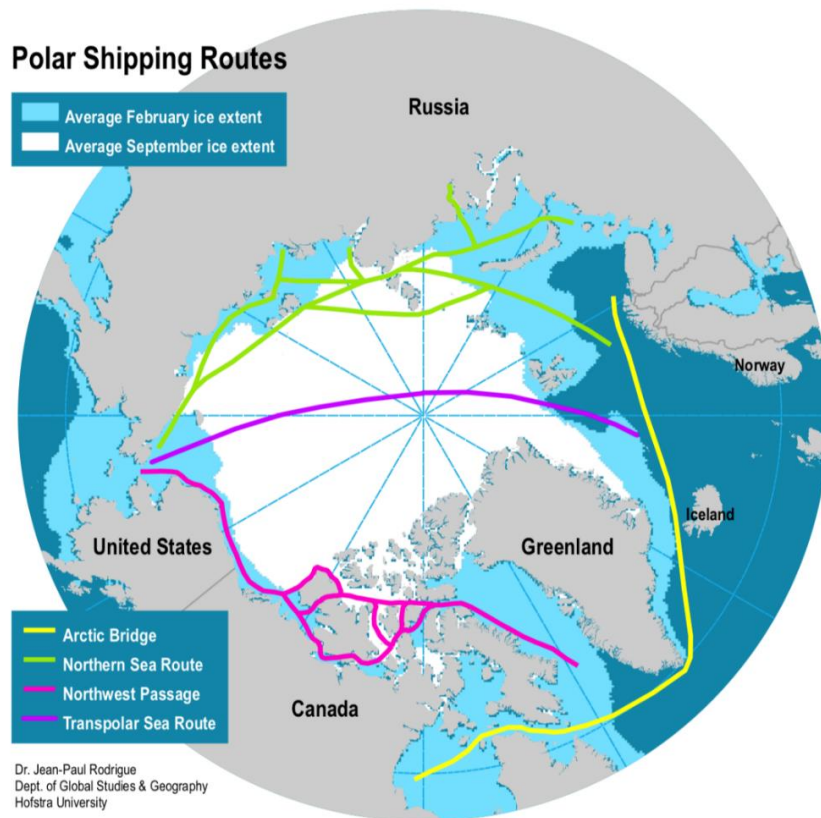 Polar Shipping Routes
Average February ice extent
Average September ice extent
Russia
Norway
Iceland
United States
Greenland
Canada
Arctic Bridge
Northern Sea Route
Northwest Passage
Transpolar Sea Route
Dr. Jean-Paul Rodrigue
Dept. of Global Studies & Geography
Hofstra University